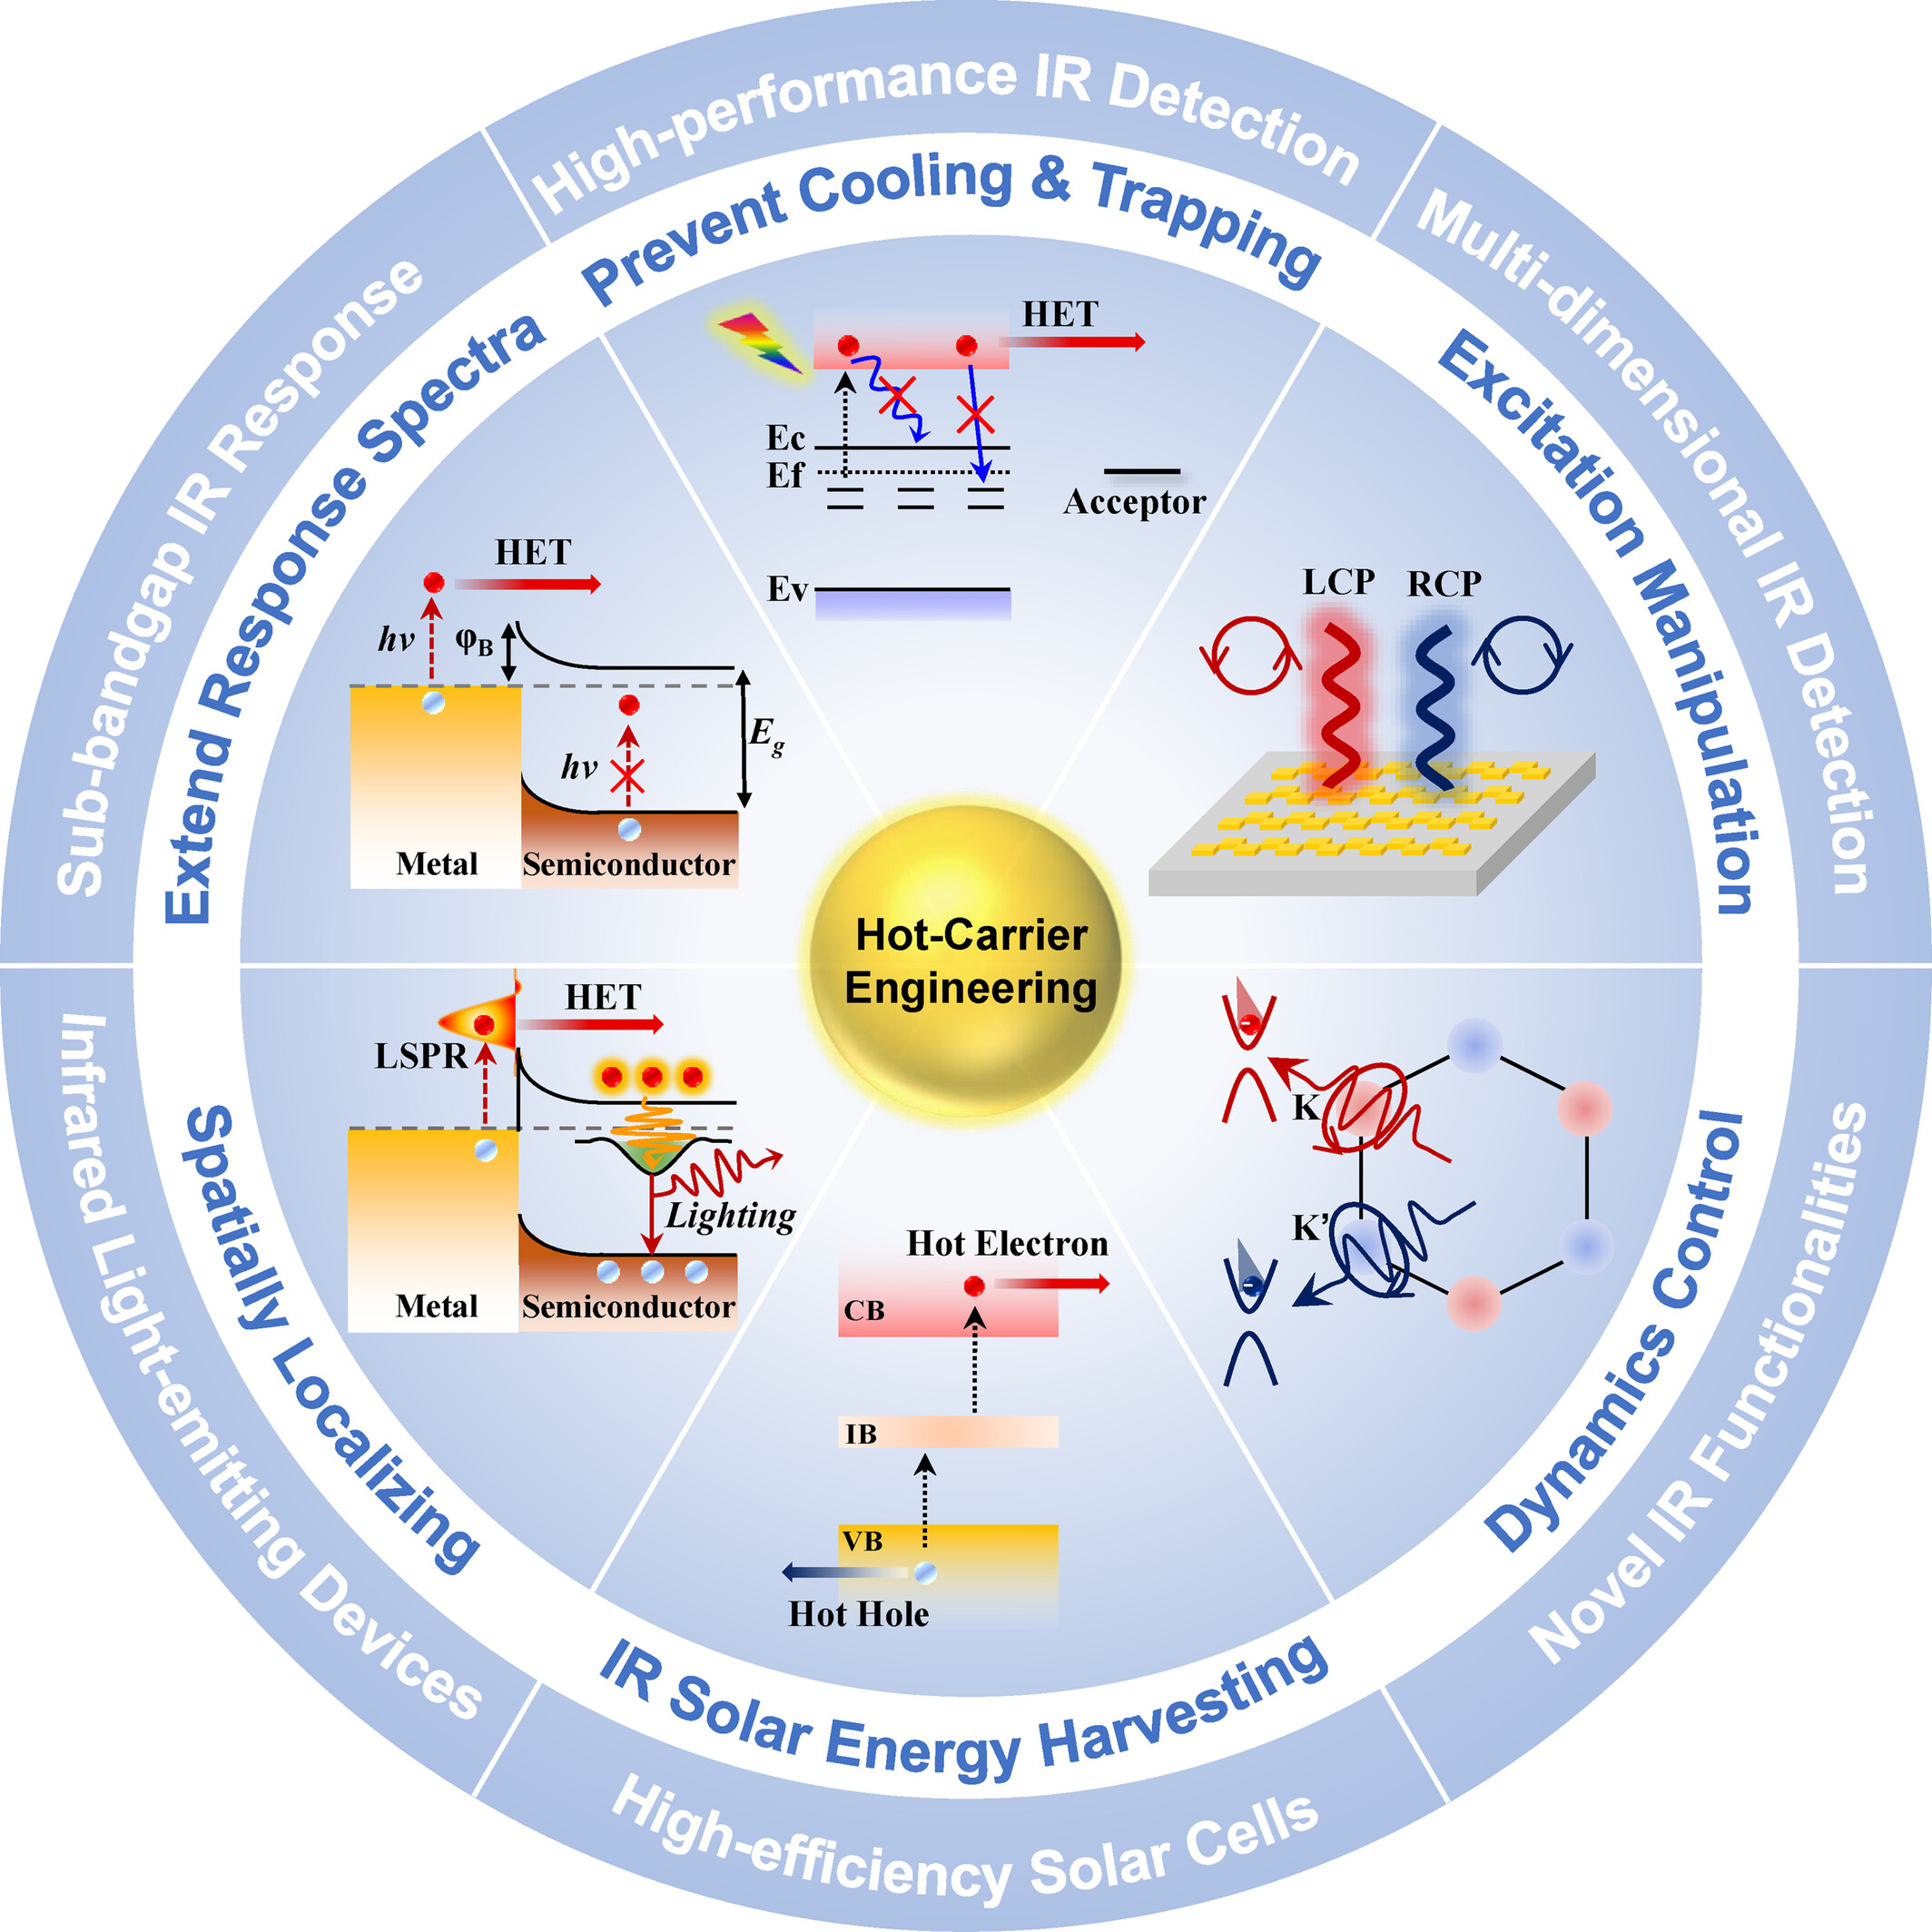 High-performance IR Detection
Prevent Cooling & Trapping
HET
Ec
Ef
Acceptor
Ev
Multi-dimensional IR Detection
Excitation Manipulation
LCP RCP
Sub-bandgap IR Response
Extend Response Spectra
HET
hν
φB
hν
Eg
Metal
Semiconductor
Hot-Carrier
Engineering
Infrared Light-emitting Devices
Spatially Localizing
HET
LSPR
Lighting
Metal
Semiconductor
Hot Electron
CB
IB
VB
Hot Hole
IR Solar Energy Harvesting
High-efficiency Solar Cells
K
K’
-
-
Dynamics Control
Novel IR Functionalities